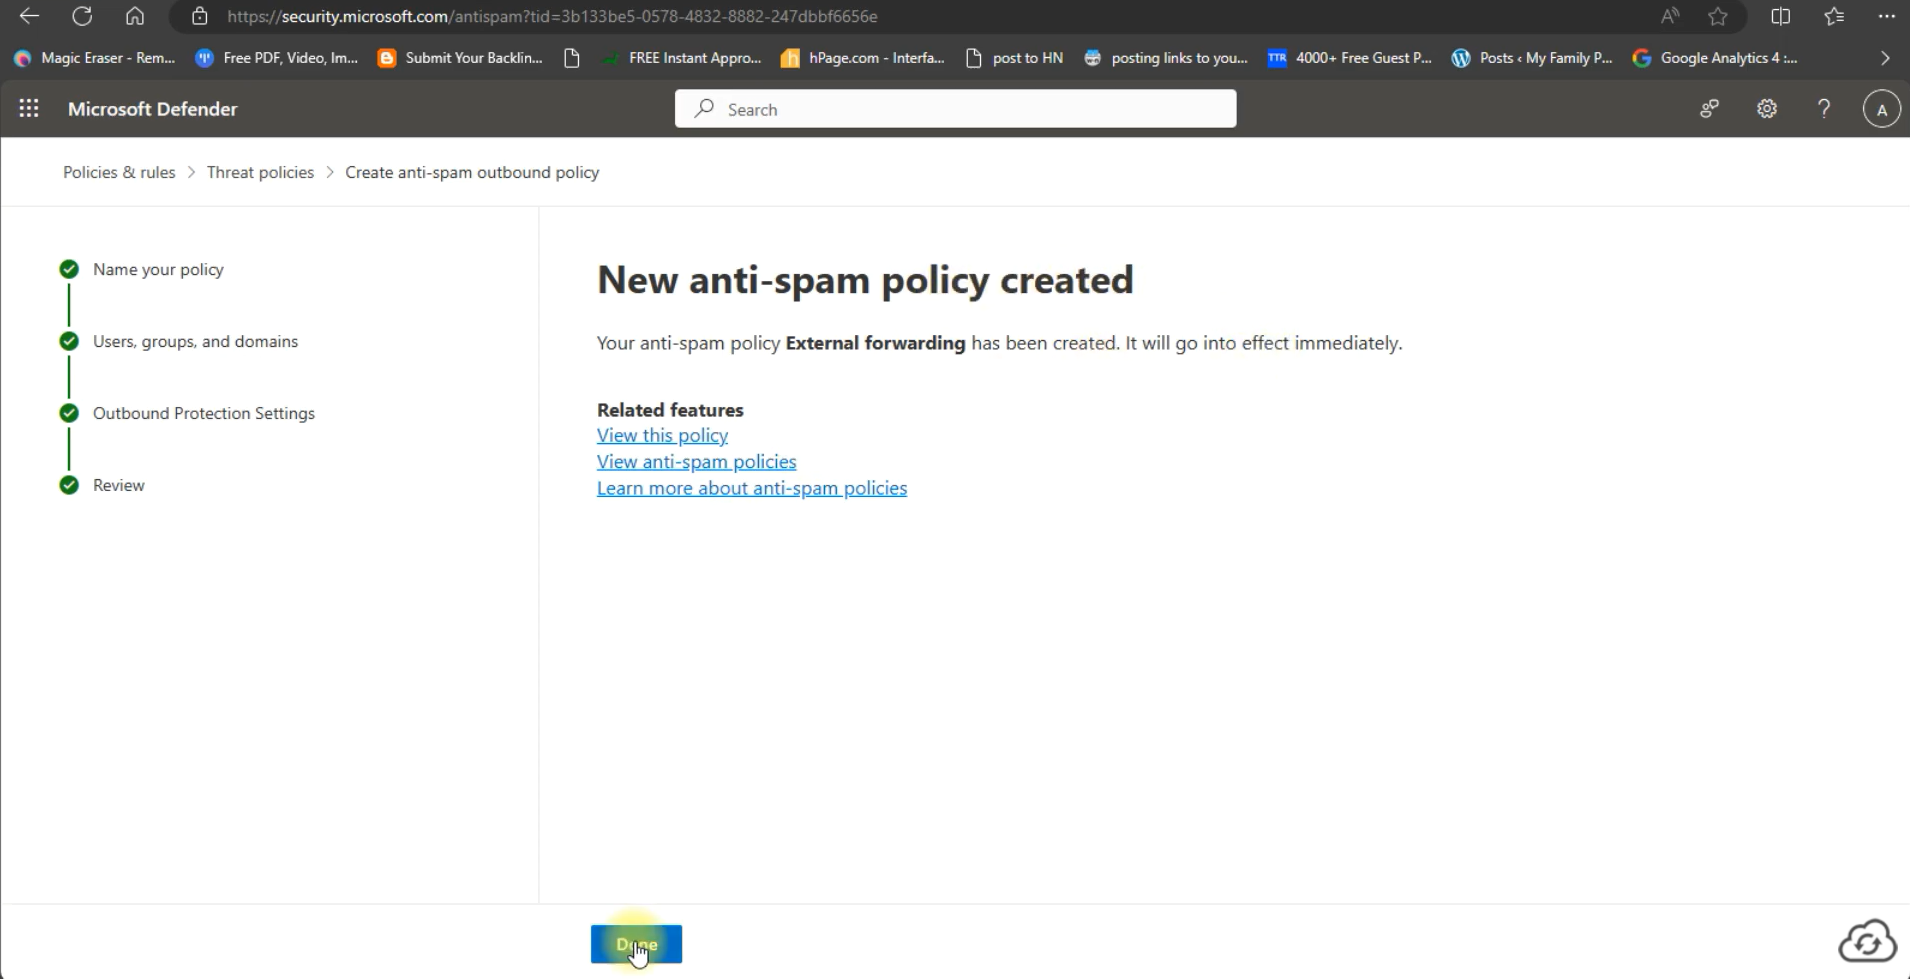 https://security.microsoft.com/antispam?tid=3b133be5-0578-4832-8882-247dbbf6656e
Magic Eraser - Rem... Free PDF, Video, Im... Submit Your Backlin... FREE Instant Appro... hPage.com - Interfa... post to HN posting links to you... TTR 4000+ Free Guest P... Posts ‹ My Family P... Google Analytics 4 :...
Microsoft Defender Search A
Policies & rules > Threat policies > Create anti-spam outbound policy
Name your policy
Users, groups, and domains
Outbound Protection Settings
Review
New anti-spam policy created
Your anti-spam policy External forwarding has been created. It will go into effect immediately.
Related features
View this policy
View anti-spam policies
Learn more about anti-spam policies
Done